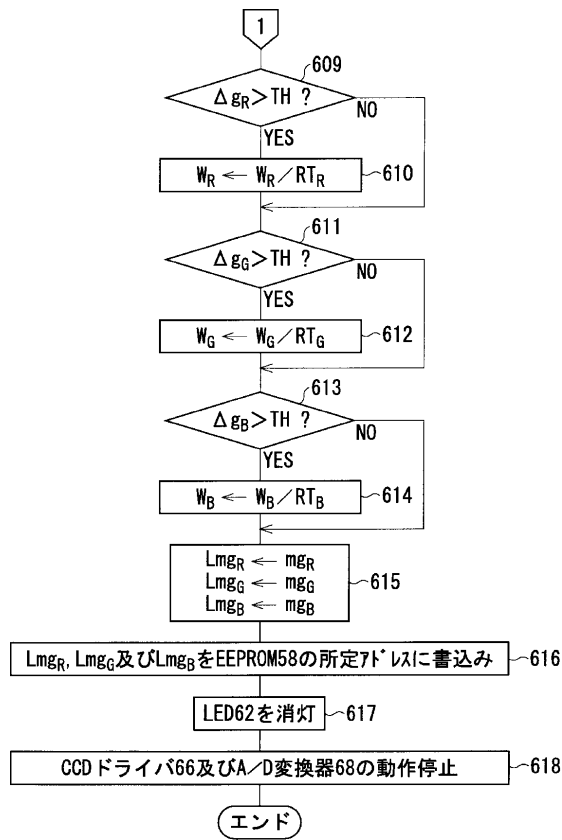 1
609
Δg_R＞TH ?
NO
YES
W_R ← W_R／RT_R
610
611
Δg_G＞TH ?
NO
YES
W_G ← W_G／RT_G
612
613
Δg_B＞TH ?
NO
YES
W_B ← W_B／RT_B
614
Lmg_R ← mg_R
Lmg_G ← mg_G
Lmg_B ← mg_B
615
Lmg_R, Lmg_G及びLmg_BをEEPROM58の所定ｱﾄﾞﾚｽに書込み
616
LED62を消灯
617
CCDドライバ66及びA／D変換器68の動作停止
618
エンド